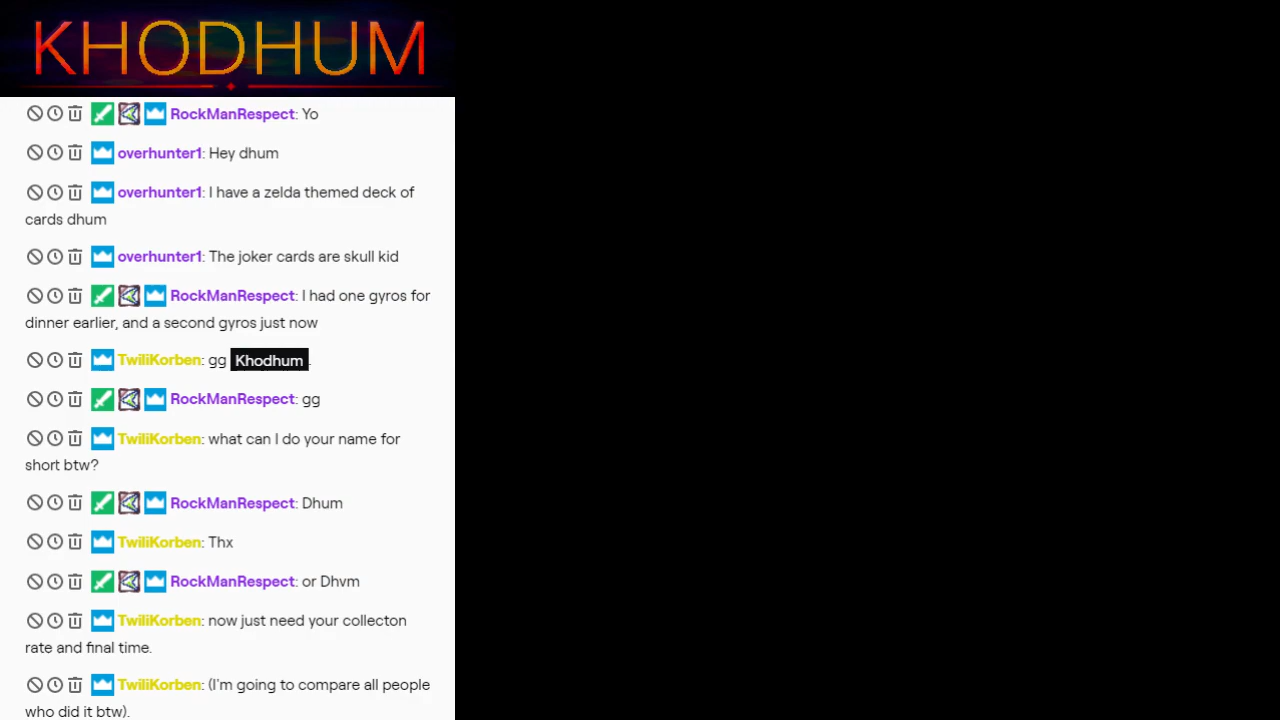 KHODHUM
RockManRespect: Yo
overhunter1: Hey dhum
overhunter1: I have a zelda themed deck of
cards dhum
overhunter1: The joker cards are skull kid
RockManRespect: I had one gyros for
dinner earlier, and a second gyros just now
TwiliKorben: gg Khodhum.
RockManRespect: gg
TwiliKorben: what can I do your name for
short btw?
RockManRespect: Dhum
TwiliKorben: Thx
RockManRespect: or Dhvm
TwiliKorben: now just need your collecton
rate and final time.
TwiliKorben: (I'm going to compare all people
who did it btw).